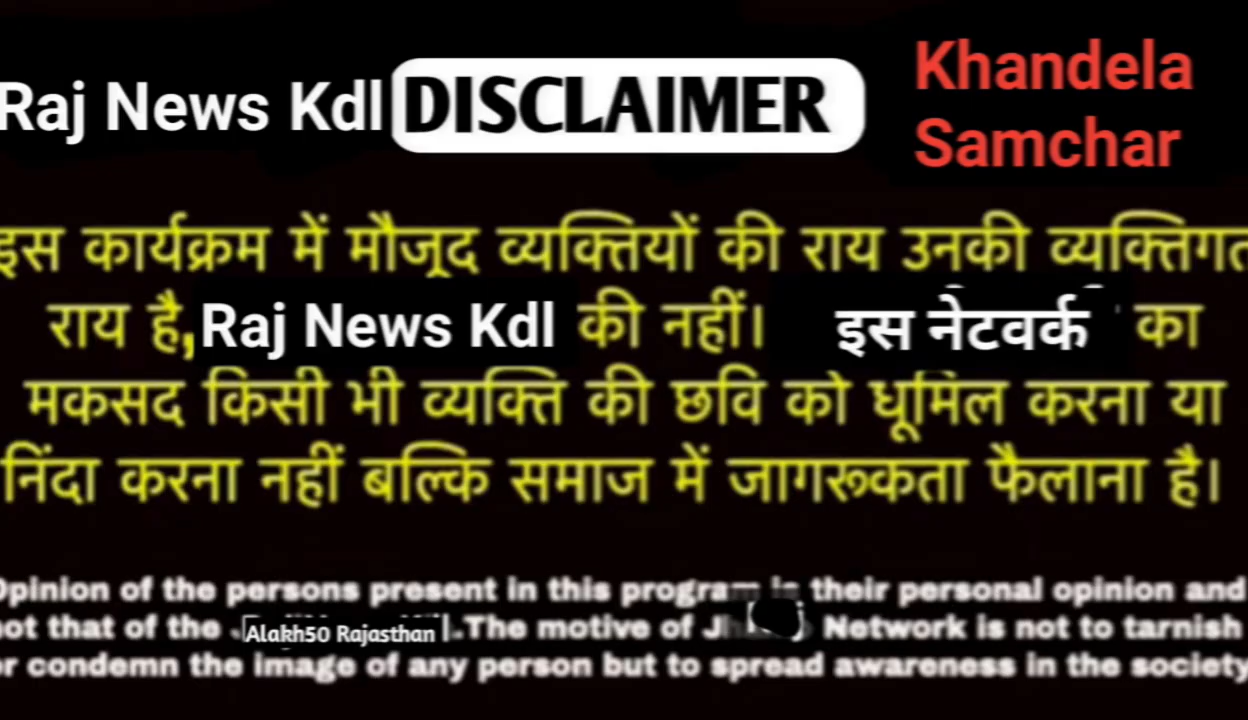 Raj News Kdl DISCLAIMER Khandela
Samchar
इस कार्यक्रम में मौजूद व्यक्तियों की राय उनकी व्यक्तिगत
राय है, Raj News Kdl की नहीं। इस नेटवर्क का
मकसद किसी भी व्यक्ति की छवि को धूमिल करना या
निंदा करना नहीं बल्कि समाज में जागरूकता फैलाना है।
Opinion of the persons present in this program is their personal opinion and
not that of the Alakh50 Rajasthan .The motive of Network is not to tarnish
or condemn the image of any person but to spread awareness in the society